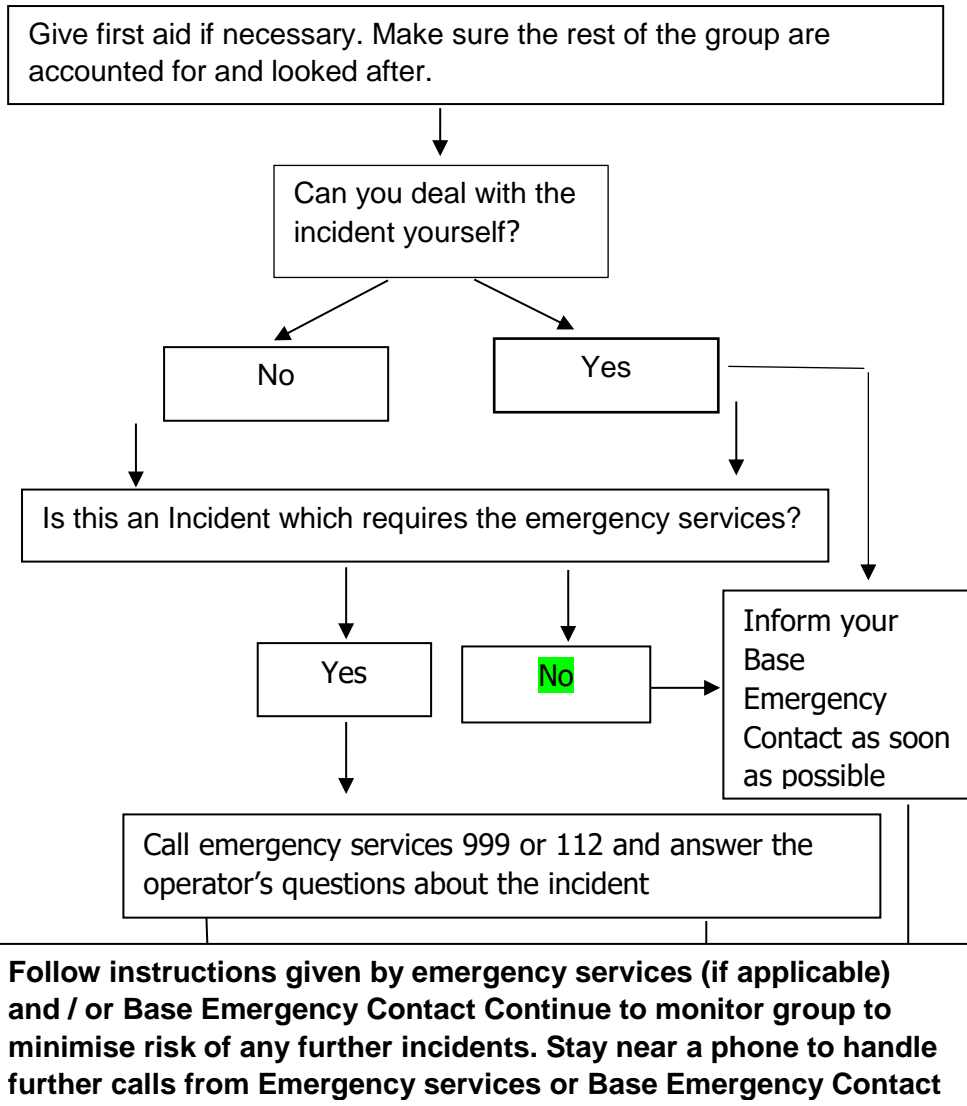 Give first aid if necessary. Make sure the rest of the group are
accounted for and looked after.
Can you deal with the
incident yourself?
No
Yes
Is this an Incident which requires the emergency services?
Yes
No
Inform your
Base
Emergency
Contact as soon
as possible
Call emergency services 999 or 112 and answer the
operator’s questions about the incident
Follow instructions given by emergency services (if applicable)
and / or Base Emergency Contact Continue to monitor group to
minimise risk of any further incidents. Stay near a phone to handle
further calls from Emergency services or Base Emergency Contact